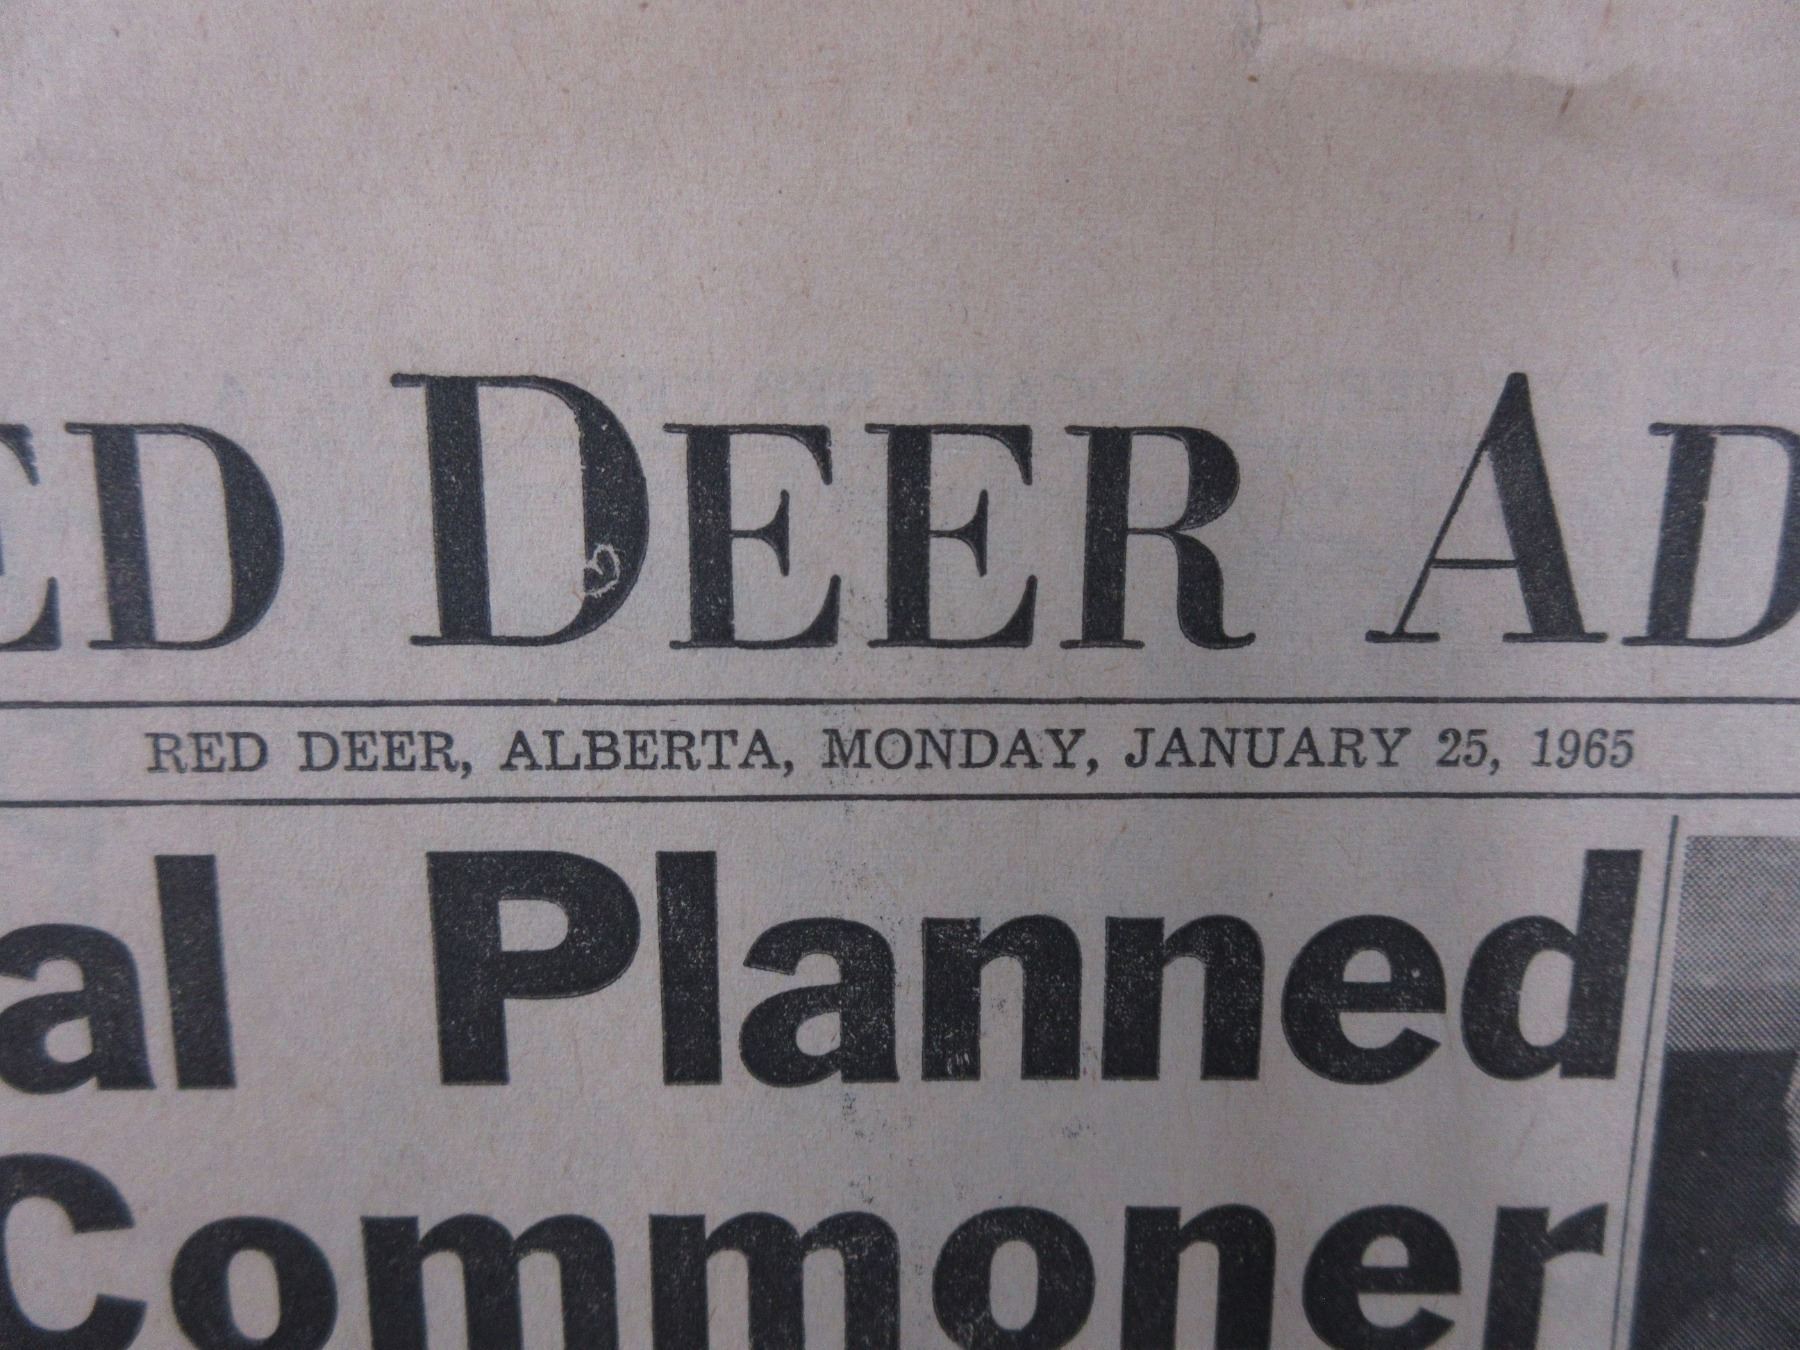 ED DEER AD
RED DEER, ALBERTA, MONDAY, JANUARY 25, 1965
al Planned
Commoner